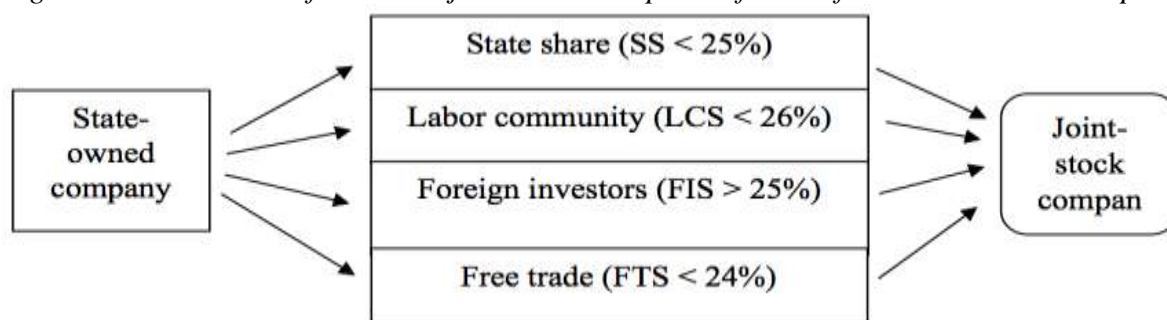 State share (SS < 25%)
State-
owned
company
Labor community (LCS < 26%)
Foreign investors (FIS > 25%)
Free trade (FTS < 24%)
Joint-
stock
compan